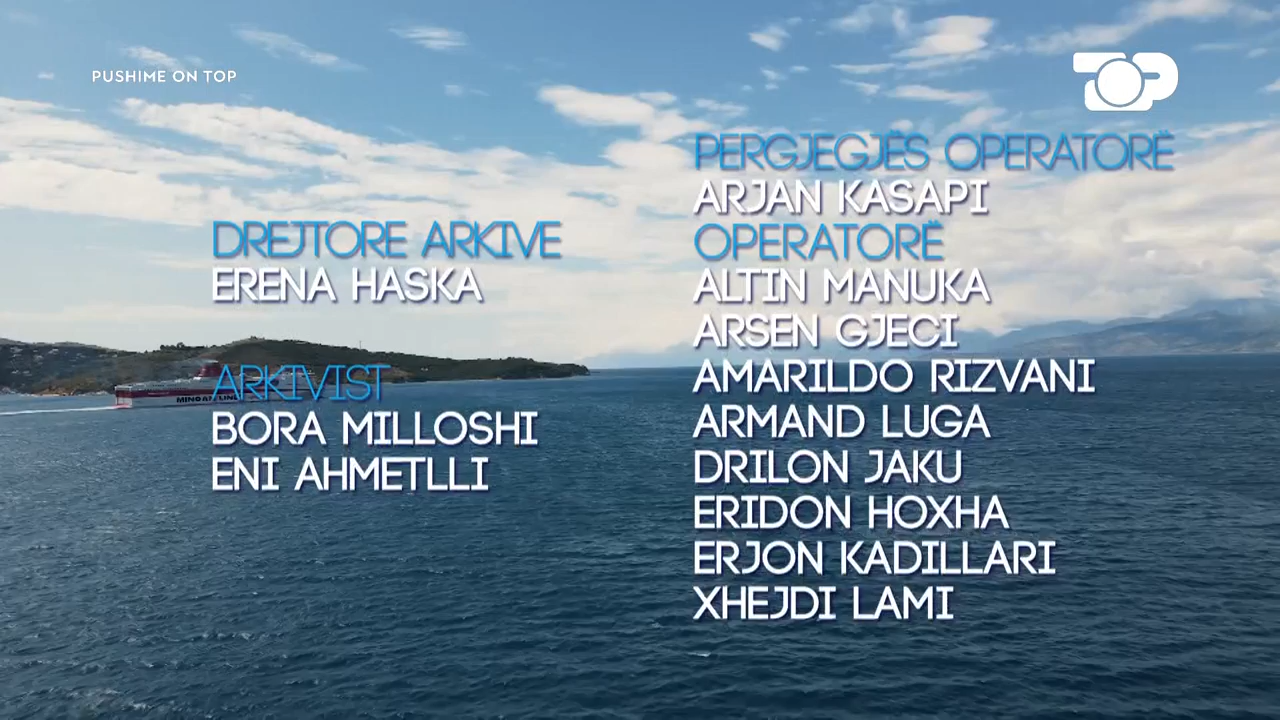 PUSHIME ON TOP
TOP
DREJTORE ARKIVE
ERENA HASKA
ARKIVIST
BORA MILLOSHI
ENI AHMETLLI
PERGJEGJËS OPERATORË
ARJAN KASAPI
OPERATORË
ALTIN MANUKA
ARSEN GJECI
AMARILDO RIZVANI
ARMAND LUGA
DRILON JAKU
ERIDON HOXHA
ERJON KADILLARI
XHEJDI LAMI